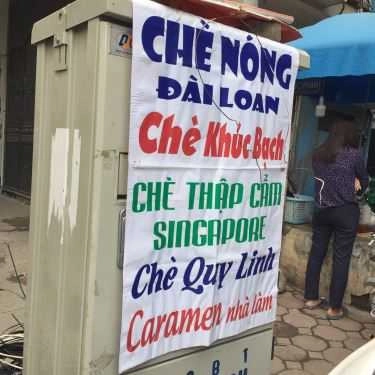 CHÈ NÓNG
ĐÀI LOAN
Chè Khúc Bạch
CHÈ THẬP CẨM
SINGAPORE
Chè Quy Linh
Caramen nhà làm